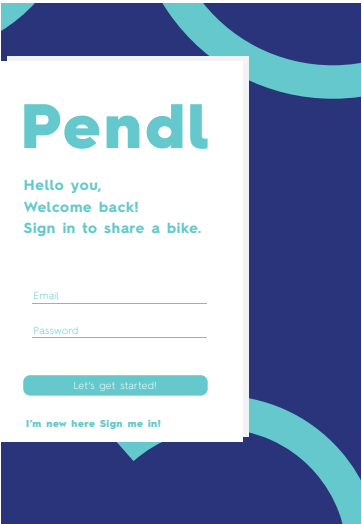 Pendl
Hello you,
Welcome back!
Sign in to share a bike.
Email
Password
Let's get started!
I'm new here Sign me in!